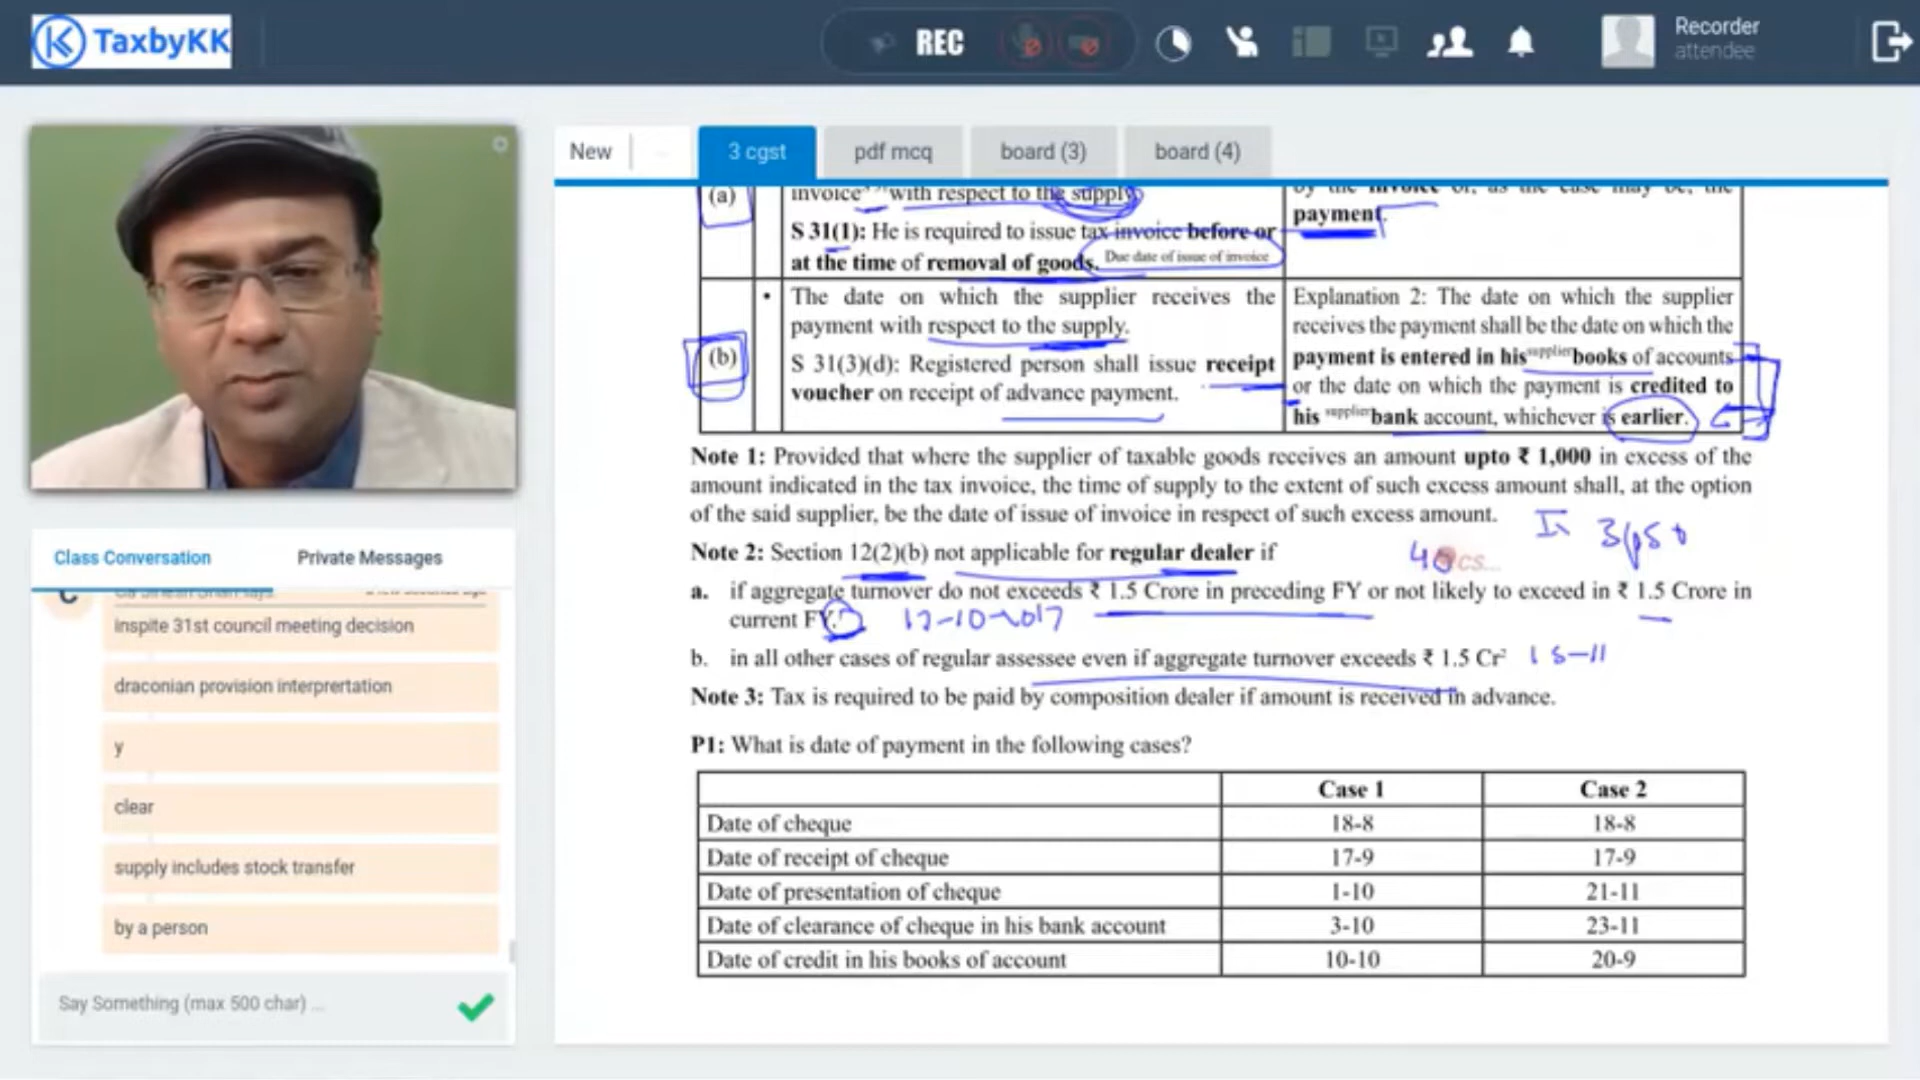 TaxbyKK
REC
Recorder
attendee
New
3 cgst
pdf mcq
board (3)
board (4)
(a)
invoice with respect to the supply
S 31(1): He is required to issue tax invoice before or
at the time of removal of goods. Due date of issue of invoice
by the invoice or, as the case may be, the
payment.
(b)
• The date on which the supplier receives the
payment with respect to the supply.
S 31(3)(d): Registered person shall issue receipt
voucher on receipt of advance payment.
Explanation 2: The date on which the supplier
receives the payment shall be the date on which the
payment is entered in his supplier books of accounts
or the date on which the payment is credited to
his supplier bank account, whichever is earlier.
Note 1: Provided that where the supplier of taxable goods receives an amount upto ₹ 1,000 in excess of the
amount indicated in the tax invoice, the time of supply to the extent of such excess amount shall, at the option
of the said supplier, be the date of issue of invoice in respect of such excess amount.
Note 2: Section 12(2)(b) not applicable for regular dealer if
a. if aggregate turnover do not exceeds ₹ 1.5 Crore in preceding FY or not likely to exceed in ₹ 1.5 Crore in
current FY.
b. in all other cases of regular assessee even if aggregate turnover exceeds ₹ 1.5 Cr
15-11
Note 3: Tax is required to be paid by composition dealer if amount is received in advance.
P1: What is date of payment in the following cases?
Case 1 Case 2
Date of cheque 18-8 18-8
Date of receipt of cheque 17-9 17-9
Date of presentation of cheque 1-10 21-11
Date of clearance of cheque in his bank account 3-10 23-11
Date of credit in his books of account 10-10 20-9
Class Conversation
Private Messages
C
inspite 31st council meeting decision
draconian provision interprertation
y
clear
supply includes stock transfer
by a person
Say Something (max 500 char) ...